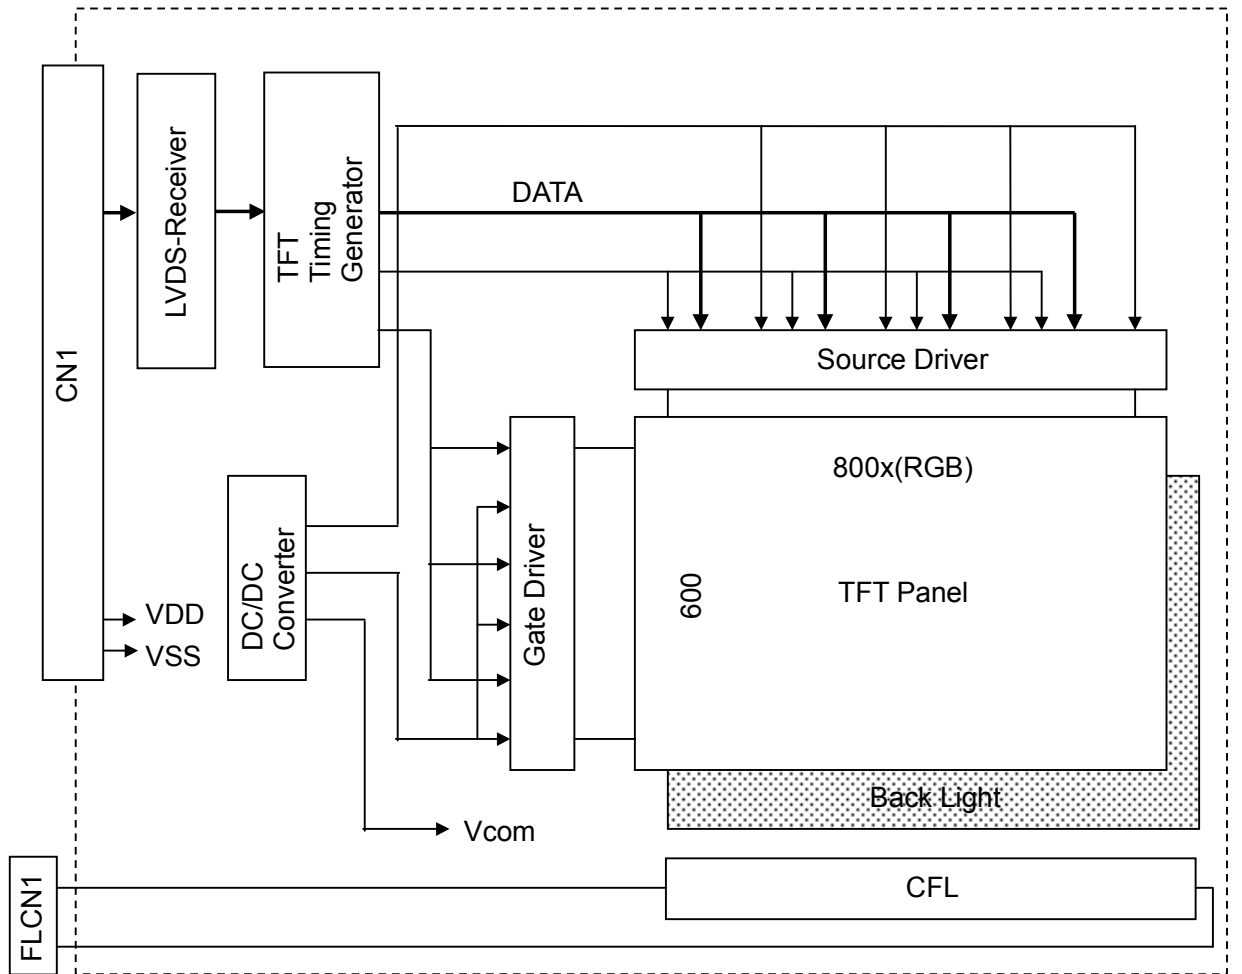 CN1
LVDS-Receiver
TFT
Timing
Generator
DATA
Source Driver
800x(RGB)
600
TFT Panel
Gate Driver
DC/DC
Converter
VDD
VSS
Back Light
Vcom
CFL
FLCN1